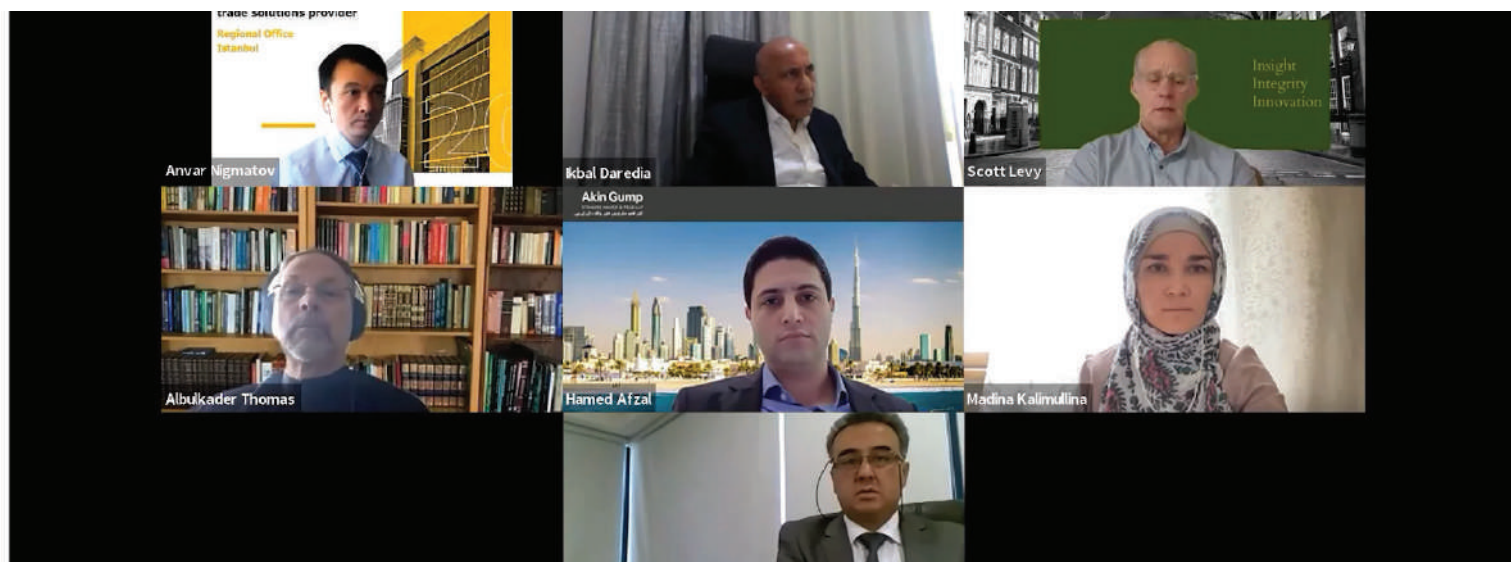 trade solutions provider
Regional Office
Istanbul
20
Anvar Nigmatov
Ikbal Daredia
Insight
Integrity
Innovation
Scott Levy
Albulkader Thomas
Akin Gump
Hamed Afzal
Madina Kalimullina